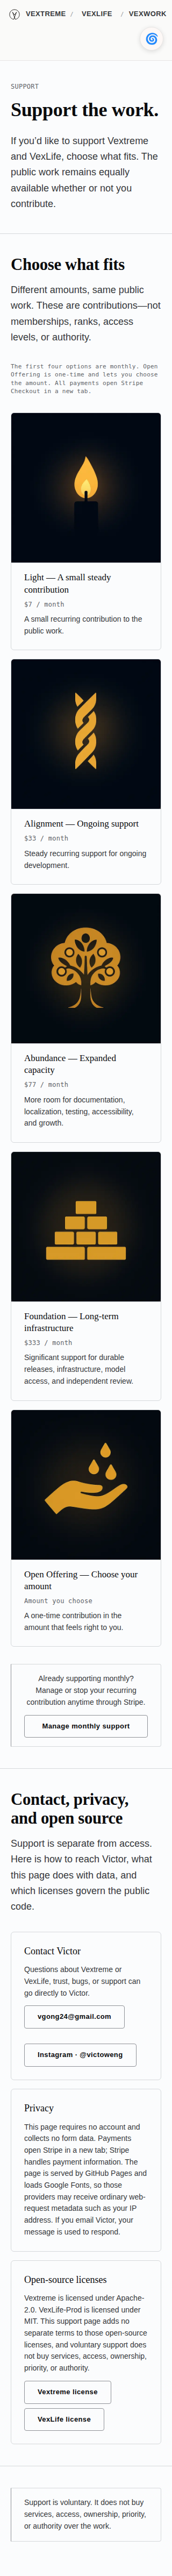 VEXTREME / VEXLIFE / VEXWORK
SUPPORT
Support the work.
If you’d like to support Vextreme
and VexLife, choose what fits. The
public work remains equally
available whether or not you
contribute.
Choose what fits
Different amounts, same public
work. These are contributions—not
memberships, ranks, access
levels, or authority.
The first four options are monthly. Open
Offering is one-time and lets you choose
the amount. All payments open Stripe
Checkout in a new tab.
Light — A small steady
contribution
$7 / month
A small recurring contribution to the
public work.
Alignment — Ongoing support
$33 / month
Steady recurring support for ongoing
development.
Abundance — Expanded
capacity
$77 / month
More room for documentation,
localization, testing, accessibility,
and growth.
Foundation — Long-term
infrastructure
$333 / month
Significant support for durable
releases, infrastructure, model
access, and independent review.
Open Offering — Choose your
amount
Amount you choose
A one-time contribution in the
amount that feels right to you.
Already supporting monthly?
Manage or stop your recurring
contribution anytime through Stripe.
Manage monthly support
Contact, privacy,
and open source
Support is separate from access.
Here is how to reach Victor, what
this page does with data, and
which licenses govern the public
code.
Contact Victor
Questions about Vextreme or
VexLife, trust, bugs, or support can
go directly to Victor.
vgong24@gmail.com
Instagram · @victoweng
Privacy
This page requires no account and
collects no form data. Payments
open Stripe in a new tab; Stripe
handles payment information. The
page is served by GitHub Pages and
loads Google Fonts, so those
providers may receive ordinary web-
request metadata such as your IP
address. If you email Victor, your
message is used to respond.
Open-source licenses
Vextreme is licensed under Apache-
2.0. VexLife-Prod is licensed under
MIT. This support page adds no
separate terms to those open-source
licenses, and voluntary support does
not buy services, access, ownership,
priority, or authority.
Vextreme license
VexLife license
Support is voluntary. It does not buy
services, access, ownership, priority,
or authority over the work.